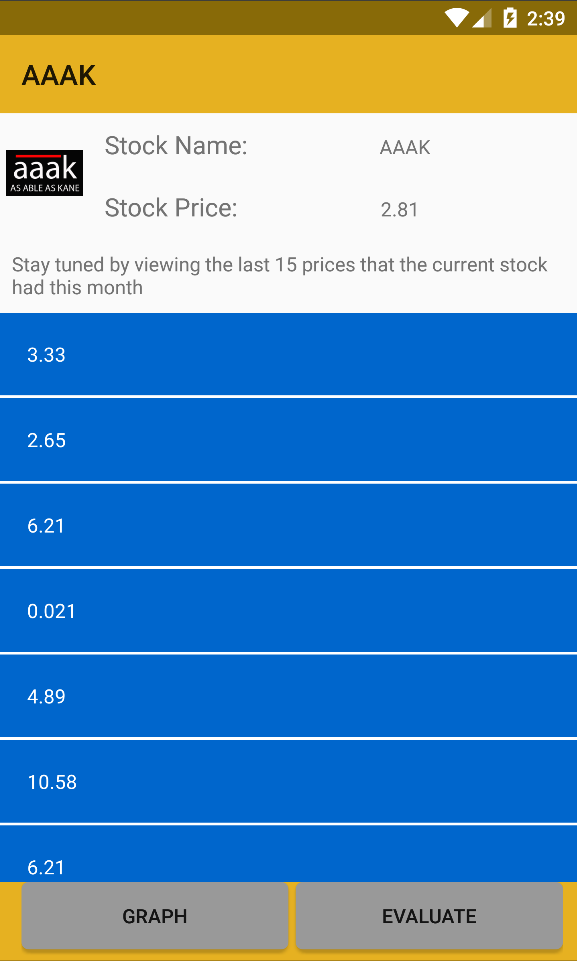 2:39
AAAK
aaak
AS ABLE AS KANE
Stock Name: AAAK
Stock Price: 2.81
Stay tuned by viewing the last 15 prices that the current stock
had this month
3.33
2.65
6.21
0.021
4.89
10.58
6.21
GRAPH EVALUATE